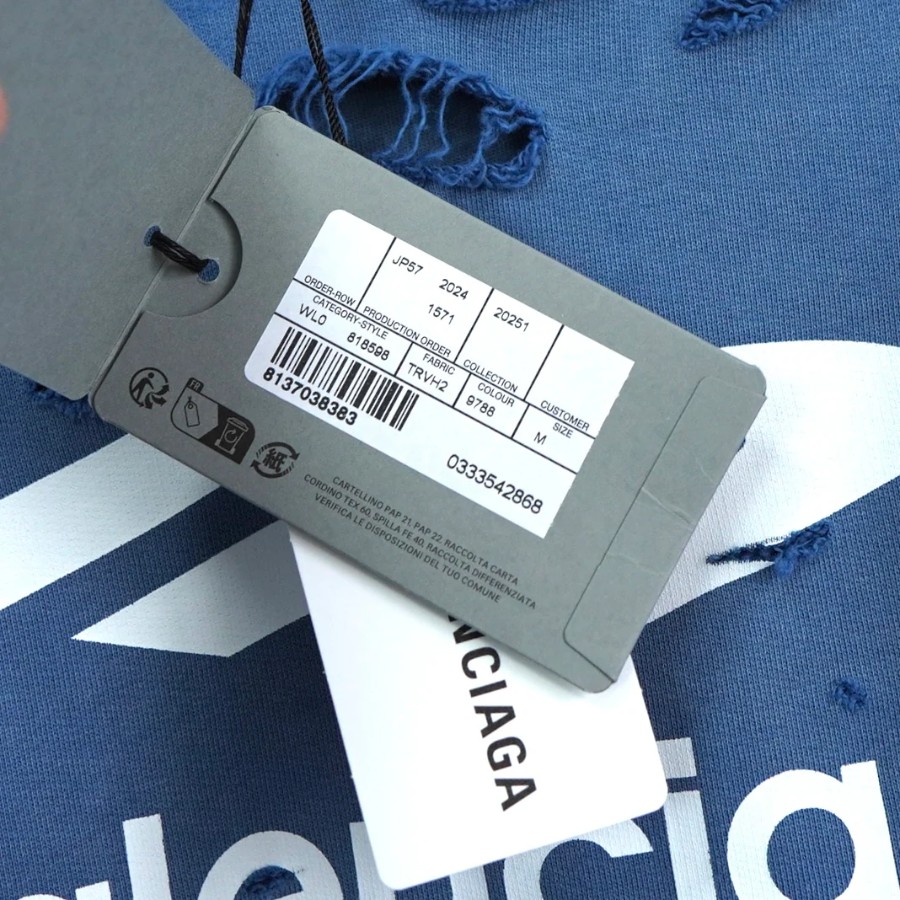 JP57 2024 20251
1571
ORDER-ROW PRODUCTION ORDER COLLECTION CUSTOMER
CATEGORY-STYLE FABRIC COLOUR SIZE
WL0 818598 TRVH2 9788 M
8137038383
0333542868
FR
紙
CARTELLINO PAP 21, PAP 22. RACCOLTA CARTA
CORDINO TEX 60, SPILLA FE 40, RACCOLTA DIFFERENZIATA
VERIFICA LE DISPOSIZIONI DEL TUO COMUNE
NCIAGA
alenciag